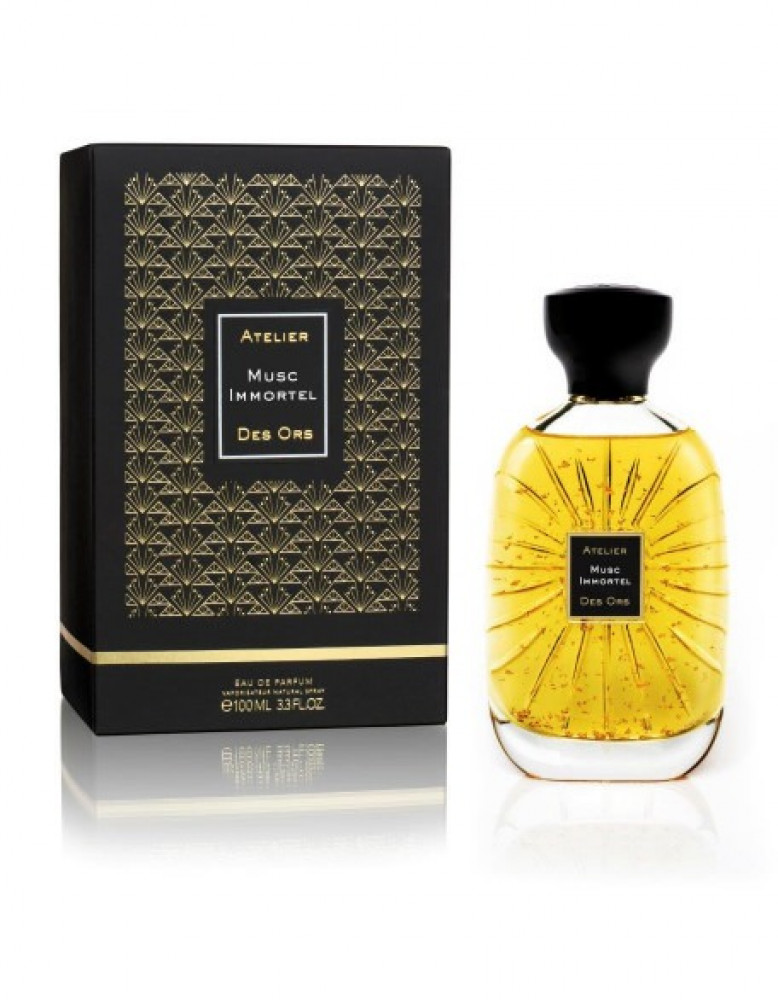 ATELIER
MUSC
IMMORTEL
DES ORS
EAU DE PARFUM
VAPORISATEUR NATURAL SPRAY
℮100ML 3.3FL.OZ.
ATELIER
MUSC
IMMORTEL
DES ORS